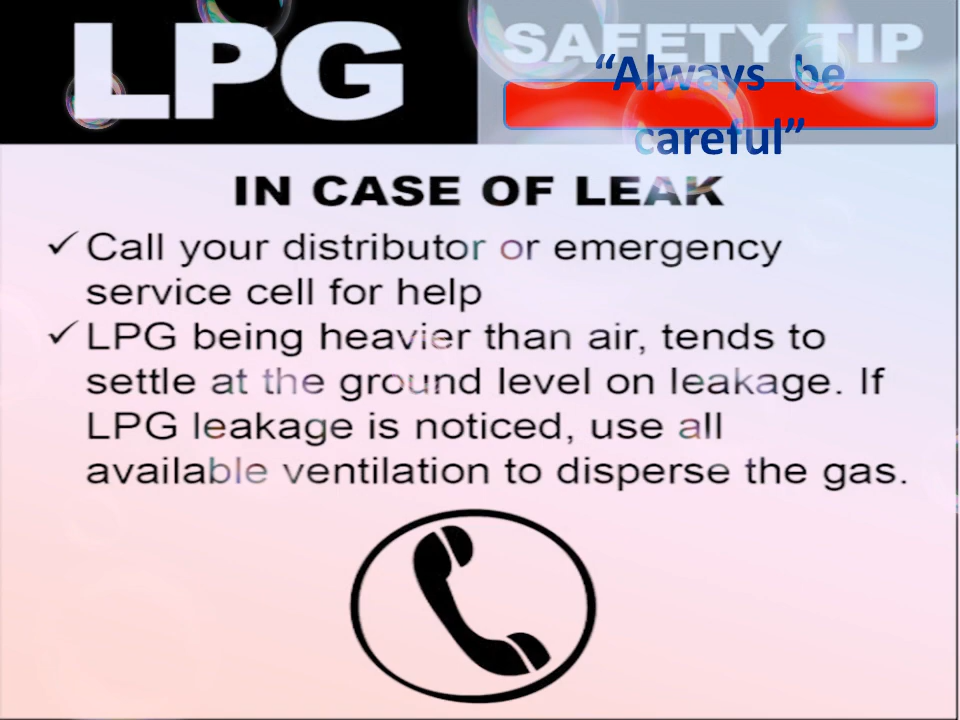 LPG
SAFETY TIP
“Always be
careful”
IN CASE OF LEAK
✓ Call your distributor or emergency
service cell for help
✓ LPG being heavier than air, tends to
settle at the ground level on leakage. If
LPG leakage is noticed, use all
available ventilation to disperse the gas.